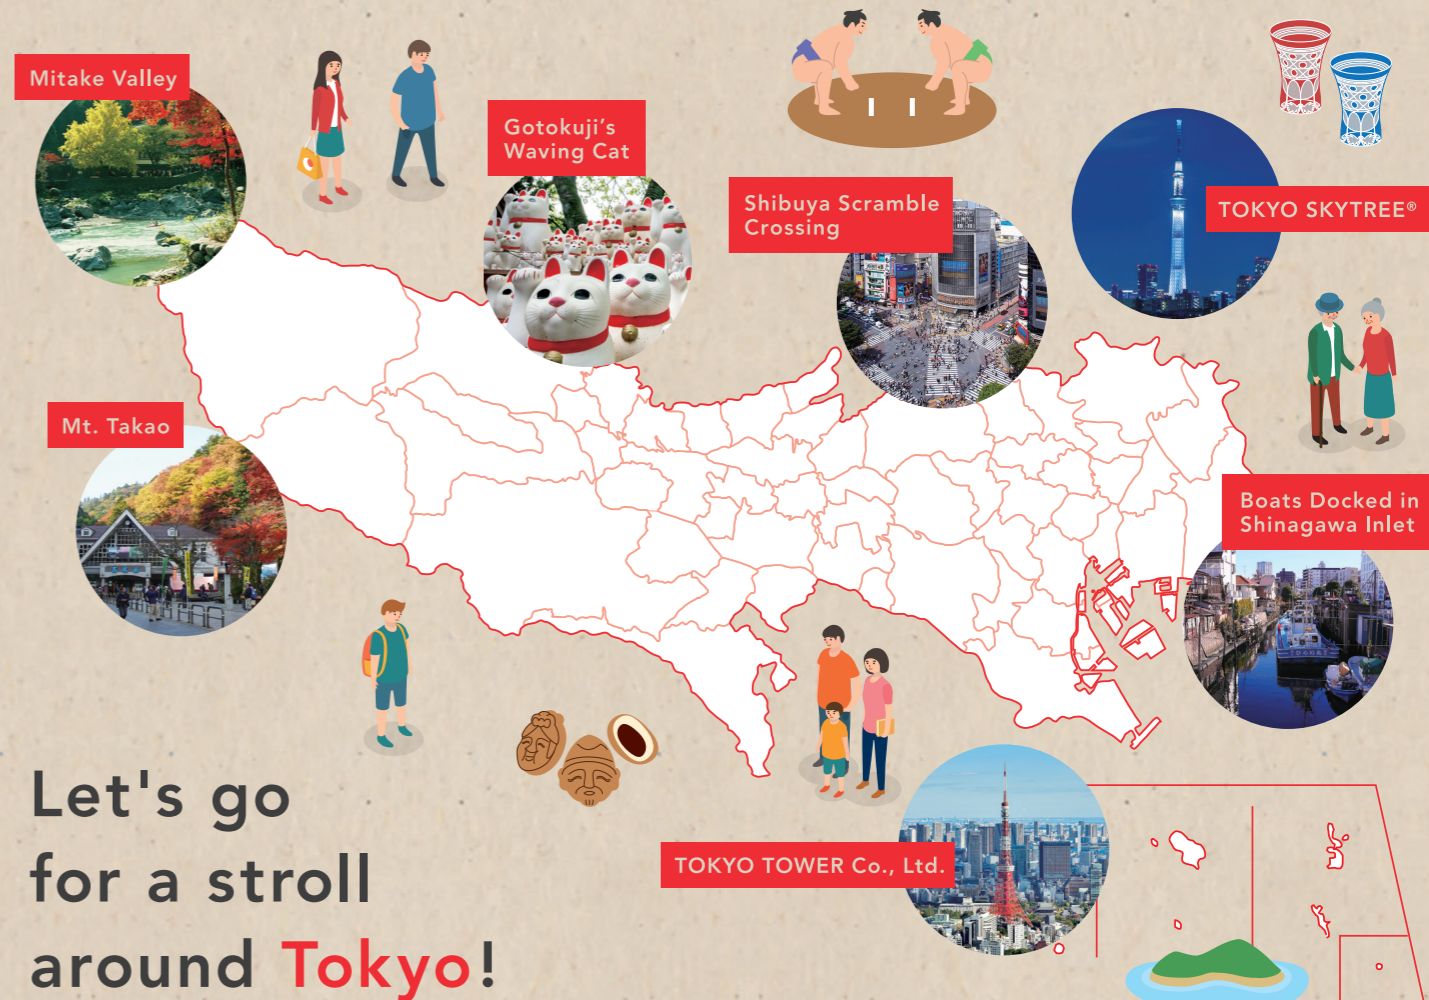 Mitake Valley
Gotokuji's
Waving Cat
Shibuya Scramble
Crossing
TOKYO SKYTREE®
Mt. Takao
Boats Docked in
Shinagawa Inlet
TOKYO TOWER Co., Ltd.
Let's go
for a stroll
around Tokyo!